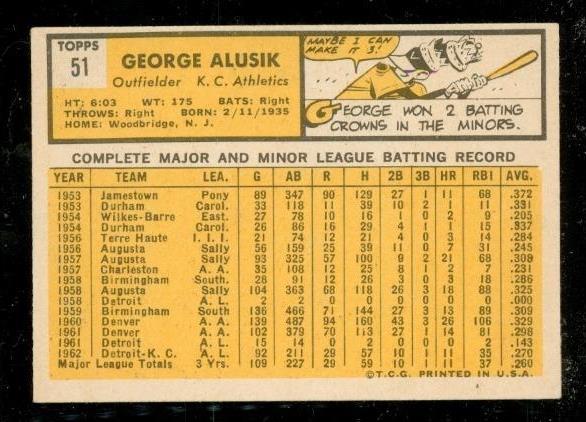 TOPPS
51
GEORGE ALUSIK
Outfielder K. C. Athletics
HT: 6:03 WT: 175 BATS: Right
THROWS: Right BORN: 2/11/1935
HOME: Woodbridge, N. J.
MAYBE I CAN
MAKE IT 3!
GEORGE WON 2 BATTING
CROWNS IN THE MINORS.
COMPLETE MAJOR AND MINOR LEAGUE BATTING RECORD
YEAR TEAM LEA. G AB R H 2B 3B HR RBI AVG.
1953 Jamestown Pony 89 347 90 129 27 1 11 68 .372
1953 Durham Carol. 33 118 11 39 10 2 1 11 .331
1954 Wilkes-Barre East. 27 78 10 16 1 0 2 9 .205
1954 Durham Carol. 26 86 16 29 4 1 1 15 .337
1956 Terre Haute I. I. I. 21 74 12 21 4 0 3 14 .284
1956 Augusta Sally 56 159 25 39 11 0 7 31 .245
1957 Augusta Sally 93 325 57 100 9 2 21 68 .308
1957 Charleston A. A. 35 108 12 25 8 1 2 7 .231
1958 Birmingham South. 28 91 12 26 3 0 3 18 .286
1958 Augusta Sally 104 363 68 118 26 3 18 88 .325
1958 Detroit A. L. 2 2 0 0 0 0 0 0 .000
1959 Birmingham South 136 466 71 144 27 3 13 89 .309
1960 Denver A. A. 139 487 94 160 43 3 26 106 .329
1961 Denver A. A. 102 379 70 113 27 1 14 81 .298
1961 Detroit A. L. 15 14 0 2 0 0 0 2 .143
1962 Detroit-K. C. A. L. 92 211 29 57 10 1 11 35 .270
Major League Totals 3 Yrs. 109 227 29 59 10 1 11 37 .260
©T.C.G. PRINTED IN U.S.A.